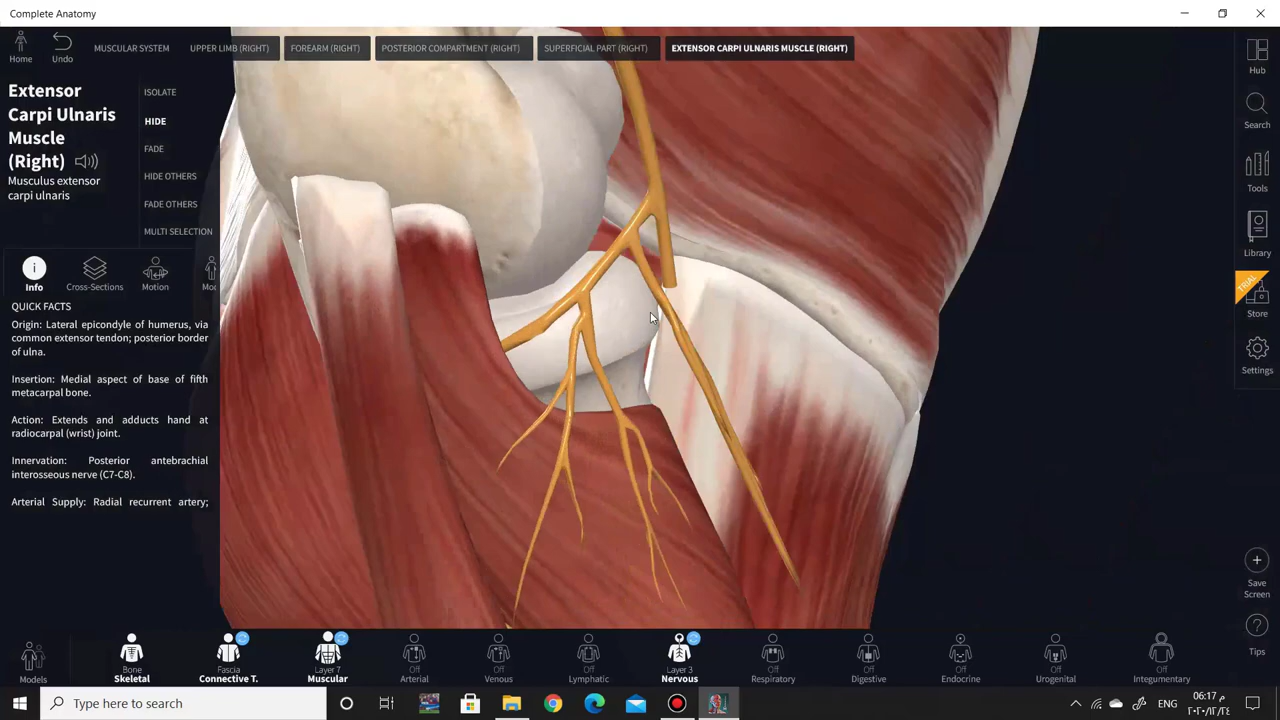 Complete Anatomy
Home
Undo
MUSCULAR SYSTEM
UPPER LIMB (RIGHT)
FOREARM (RIGHT)
POSTERIOR COMPARTMENT (RIGHT)
SUPERFICIAL PART (RIGHT)
EXTENSOR CARPI ULNARIS MUSCLE (RIGHT)
Extensor
Carpi Ulnaris
Muscle
(Right)
Musculus extensor
carpi ulnaris
ISOLATE
HIDE
FADE
HIDE OTHERS
FADE OTHERS
MULTI SELECTION
Info
Cross-Sections
Motion
Mo
QUICK FACTS
Origin: Lateral epicondyle of humerus, via
common extensor tendon; posterior border
of ulna.
Insertion: Medial aspect of base of fifth
metacarpal bone.
Action: Extends and adducts hand at
radiocarpal (wrist) joint.
Innervation: Posterior antebrachial
interosseous nerve (C7-C8).
Arterial Supply: Radial recurrent artery;
Hub
Search
Tools
Library
TRIAL
Store
Settings
Save
Screen
Tips
Models
Bone
Skeletal
Fascia
Connective T.
Layer 7
Muscular
Off
Arterial
Off
Venous
Off
Lymphatic
Layer 3
Nervous
Off
Respiratory
Off
Digestive
Off
Endocrine
Off
Urogenital
Off
Integumentary
Type here to search
ENG
06:17 م